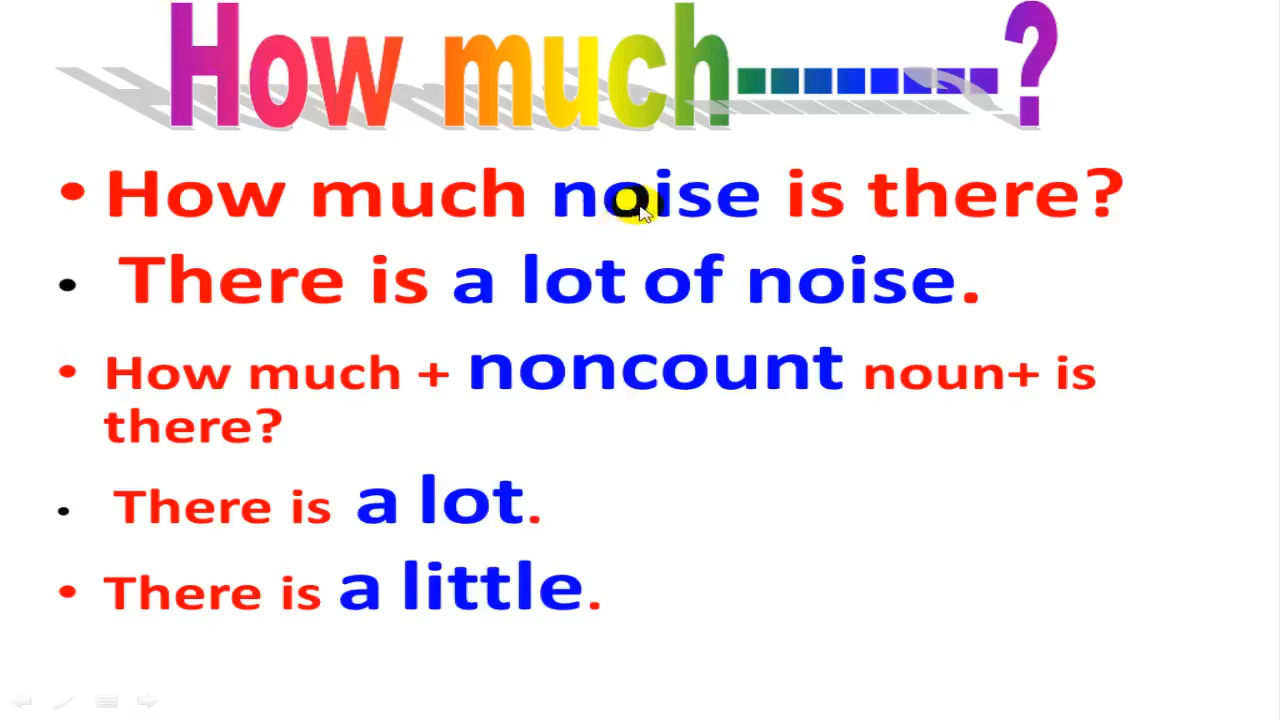 How much--------?
• How much noise is there?
• There is a lot of noise.
• How much + noncount noun+ is
there?
• There is a lot.
• There is a little.